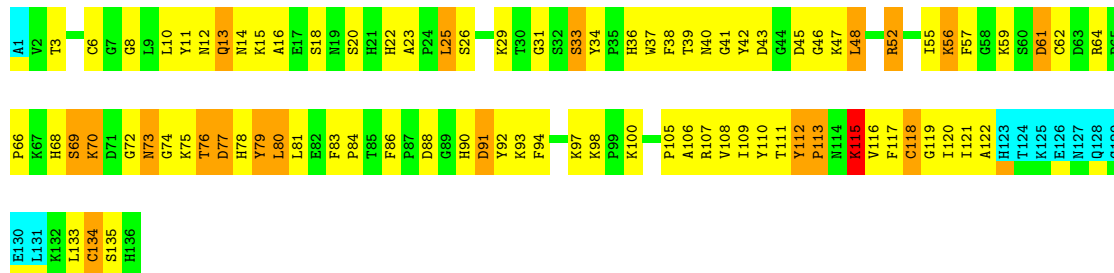 A1 V2 T3 C6 G7 G8 L9 L10 Y11 N12 Q13 N14 K15 A16 E17 S18 N19 S20 H21 H22 A23 P24 L25 S26 K29 T30 G31 S32 S33 Y34 P35 H36 W37 F38 T39 N40 G41 Y42 D43 G44 D45 G46 K47 L48 R52 I55 K56 F57 G58 K59 S60 D61 C62 D63 R64
P66 K67 H68 S69 K70 D71 G72 N73 G74 K75 T76 D77 H78 Y79 L80 L81 E82 F83 P84 T85 F86 P87 D88 G89 H90 D91 Y92 K93 F94 K97 K98 P99 K100 P105 A106 R107 V108 I109 Y110 T111 Y112 P113 N114 K115 V116 F117 C118 G119 I120 I121 A122 H123 T124 K125 E126 N127 Q128
E130 L131 K132 L133 C134 S135 H136